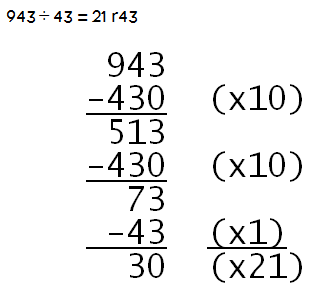 943 ÷ 43 = 21 r43
943
-430 (x10)
513
-430 (x10)
73
-43 (x1)
30 (x21)